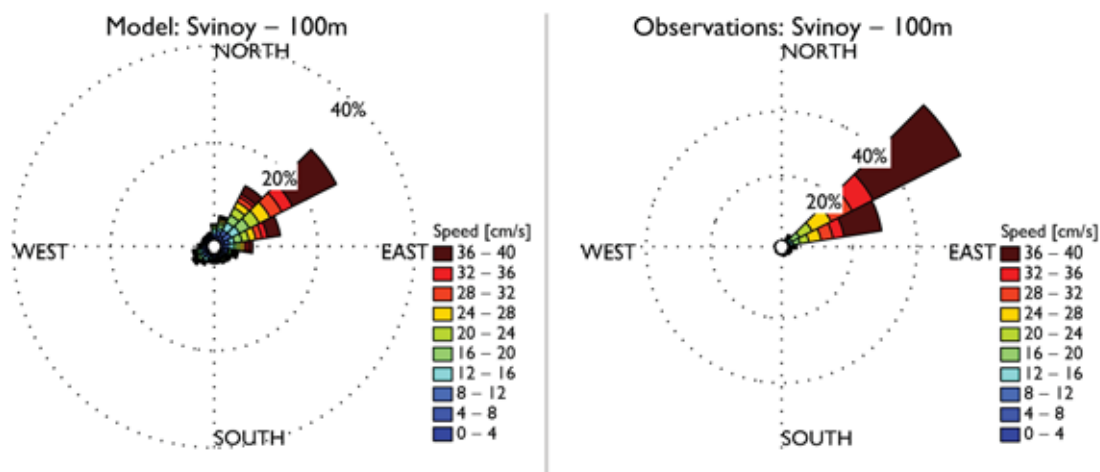 Model: Svinoy – 100m
NORTH
40%
20%
WEST
EAST
SOUTH
Speed [cm/s]
36 – 40
32 – 36
28 – 32
24 – 28
20 – 24
16 – 20
12 – 16
8 – 12
4 – 8
0 – 4
Observations: Svinoy – 100m
NORTH
40%
20%
WEST
EAST
SOUTH
Speed [cm/s]
36 – 40
32 – 36
28 – 32
24 – 28
20 – 24
16 – 20
12 – 16
8 – 12
4 – 8
0 – 4